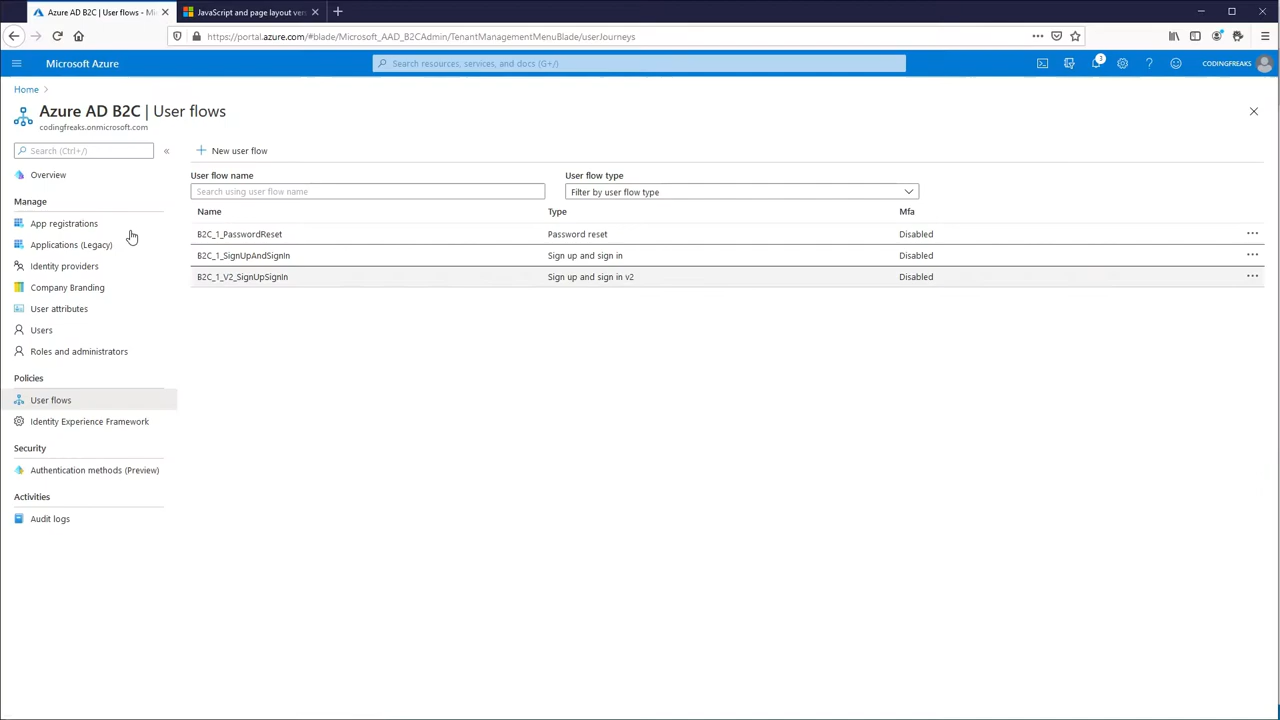 Azure AD B2C | User flows - Mi
JavaScript and page layout ver
https://portal.azure.com/#blade/Microsoft_AAD_B2CAdmin/TenantManagementMenuBlade/userJourneys
Microsoft Azure
Search resources, services, and docs (G+/)
3
CODINGFREAKS
Home
Azure AD B2C | User flows
codingfreaks.onmicrosoft.com
Search (Ctrl+/)
«
Overview
Manage
App registrations
Applications (Legacy)
Identity providers
Company Branding
User attributes
Users
Roles and administrators
Policies
User flows
Identity Experience Framework
Security
Authentication methods (Preview)
Activities
Audit logs
New user flow
User flow name
User flow type
Search using user flow name
Filter by user flow type
Name Type Mfa
B2C_1_PasswordReset Password reset Disabled
B2C_1_SignUpAndSignIn Sign up and sign in Disabled
B2C_1_V2_SignUpSignIn Sign up and sign in v2 Disabled